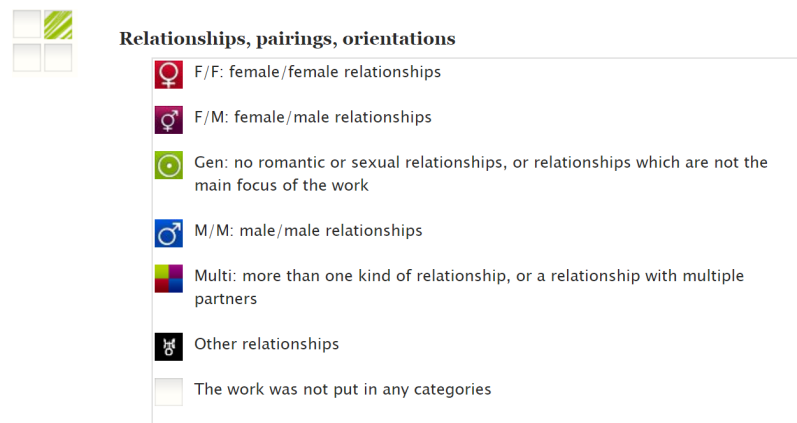 Relationships, pairings, orientations
F/F: female/female relationships
F/M: female/male relationships
Gen: no romantic or sexual relationships, or relationships which are not the
main focus of the work
M/M: male/male relationships
Multi: more than one kind of relationship, or a relationship with multiple
partners
Other relationships
The work was not put in any categories